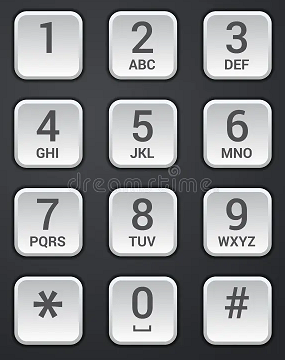 1 2 3
ABC DEF
4 5 6
GHI JKL MNO
dreamstime
7 8 9
PQRS TUV WXYZ
* 0 #